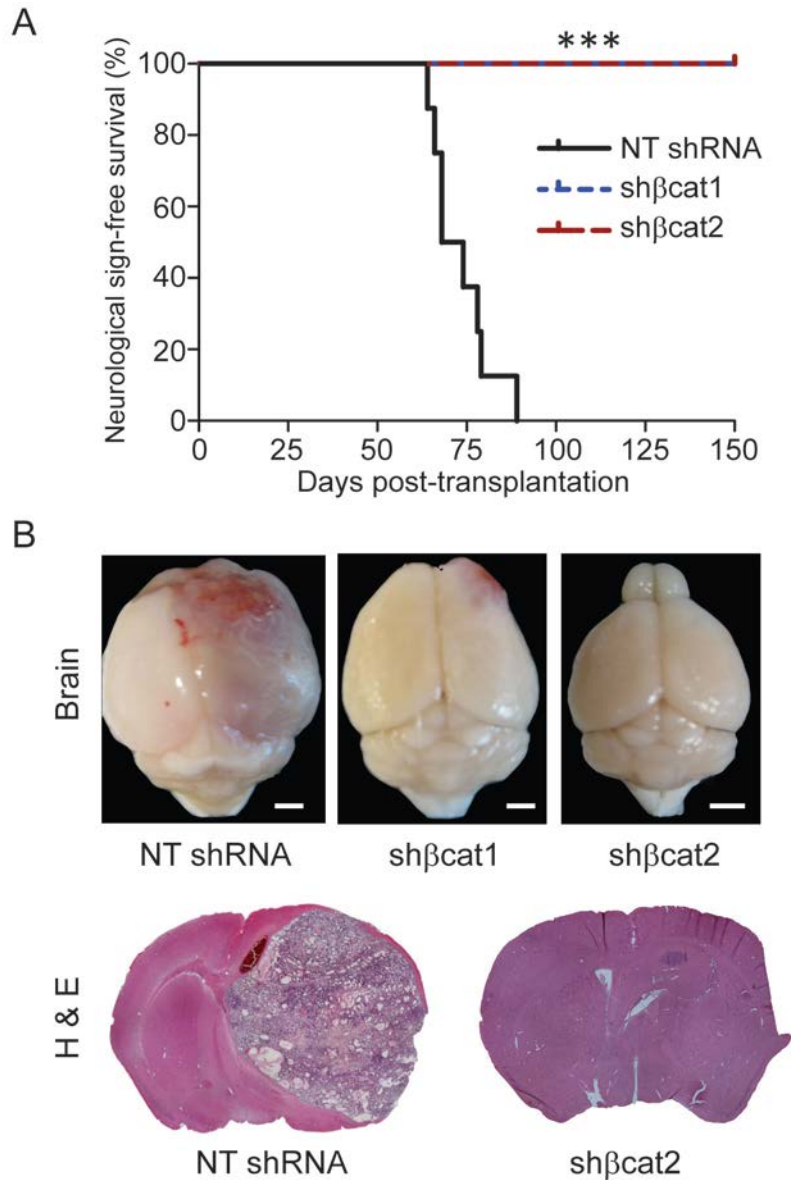 A
Neurological sign-free survival (%)
***
100
80
60
40
20
0
NT shRNA
shβcat1
shβcat2
0 25 50 75 100 125 150
Days post-transplantation
B
Brain
NT shRNA shβcat1 shβcat2
H & E
NT shRNA shβcat2